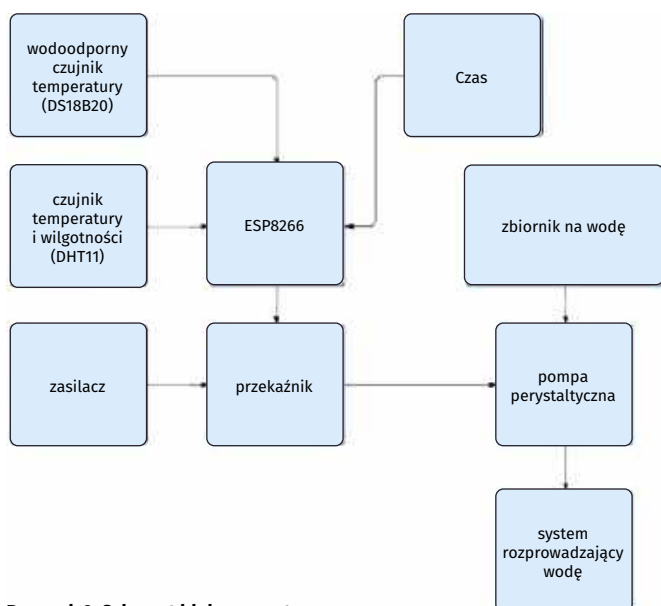 wodoodporny
czujnik
temperatury
(DS18B20)
Czas
czujnik
temperatury
i wilgotności
(DHT11)
ESP8266
zbiornik na wodę
zasilacz
przekaźnik
pompa
perystaltyczna
system
rozprowadzający
wodę